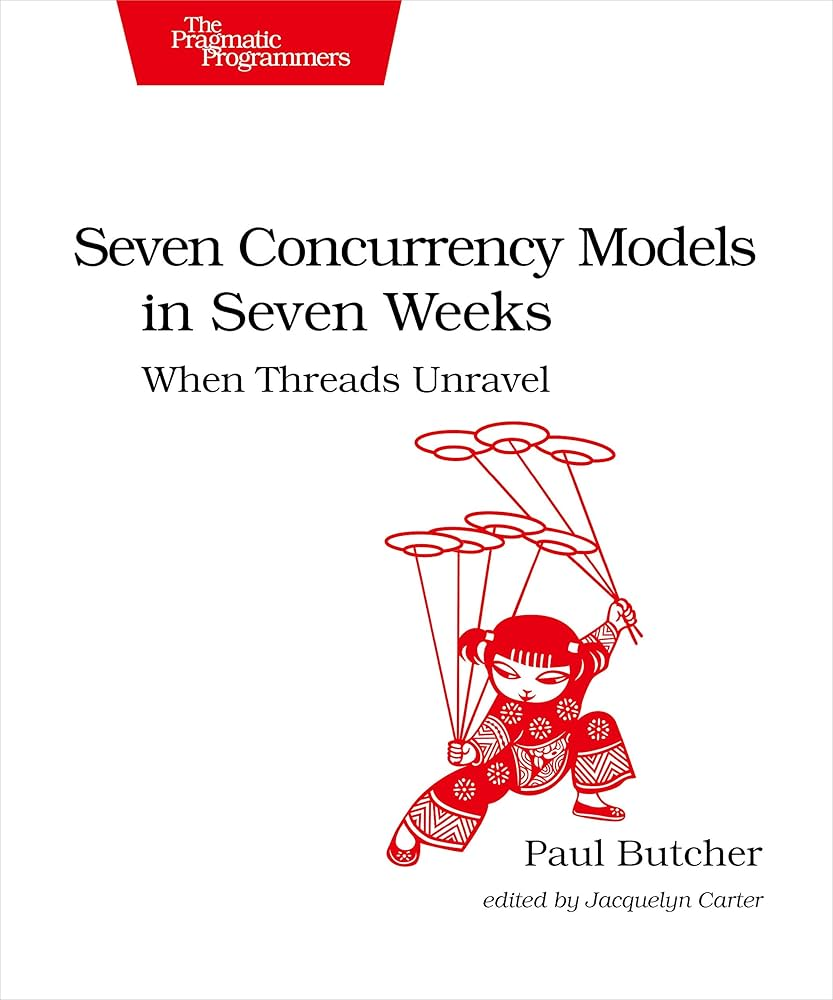 The
Pragmatic
Programmers
Seven Concurrency Models
in Seven Weeks
When Threads Unravel
Paul Butcher
edited by Jacquelyn Carter